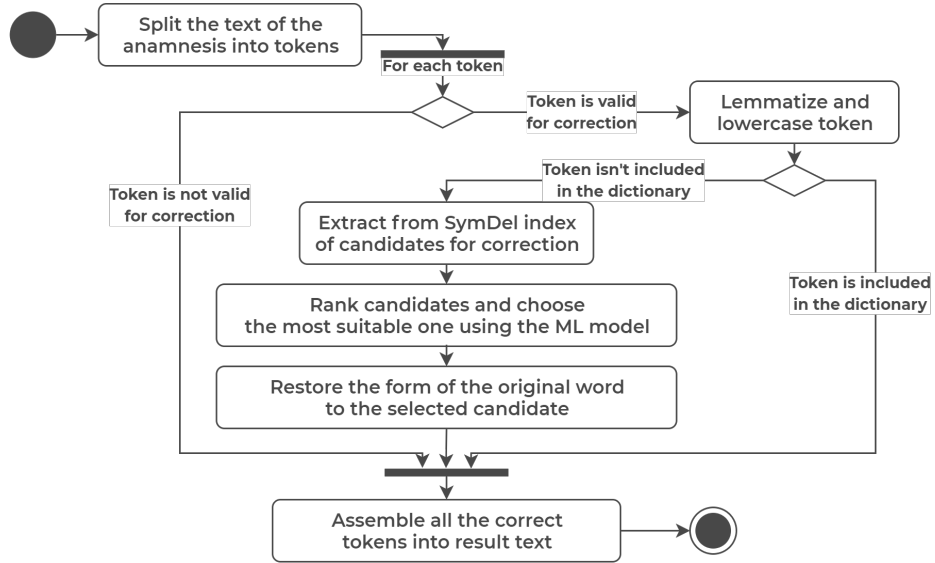 Split the text of the
anamnesis into tokens
For each token
Token is valid
for correction
Lemmatize and
lowercase token
Token isn't included
in the dictionary
Token is not valid
for correction
Extract from SymDel index
of candidates for correction
Token is included
in the dictionary
Rank candidates and choose
the most suitable one using the ML model
Restore the form of the original word
to the selected candidate
Assemble all the correct
tokens into result text